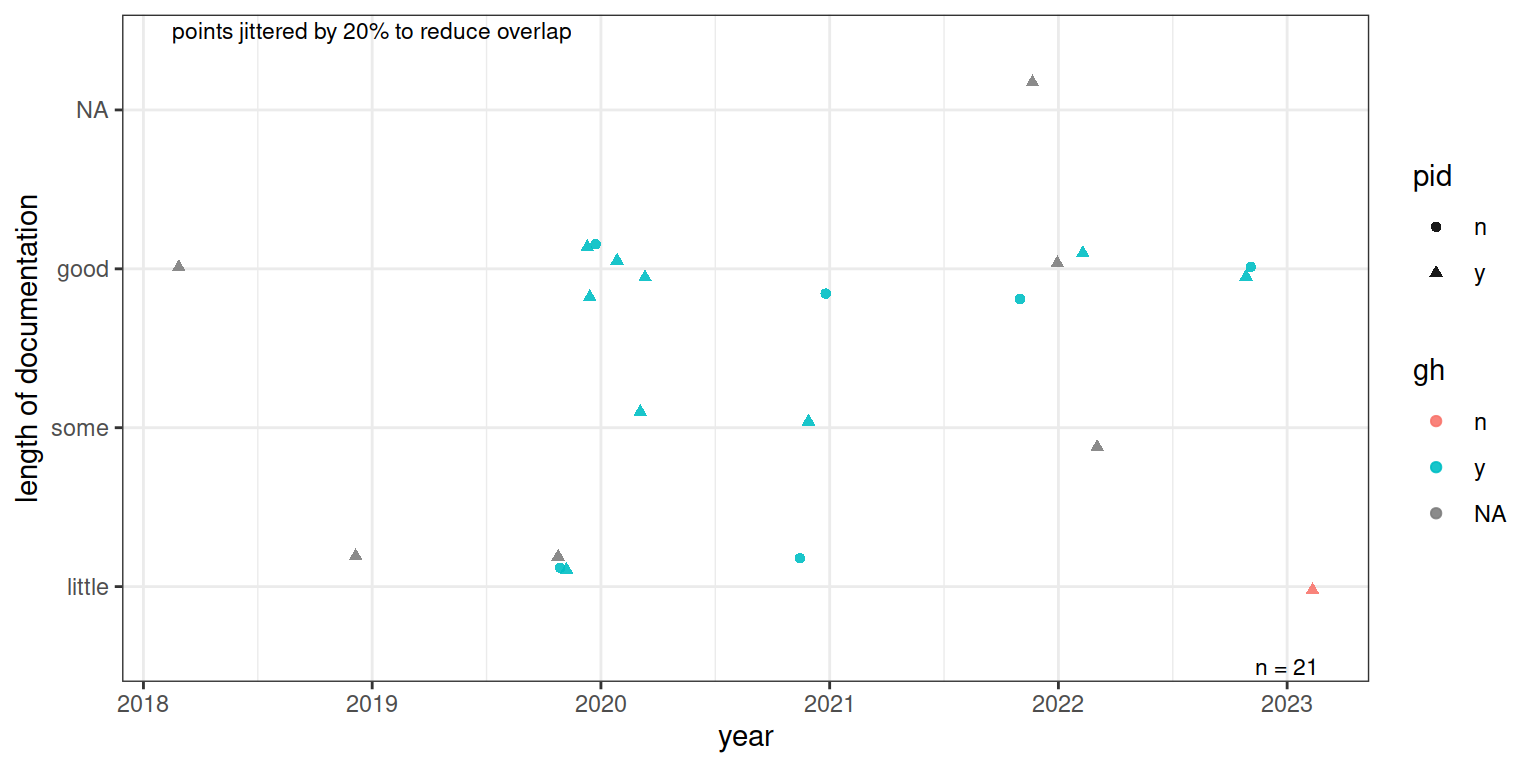 points jittered by 20% to reduce overlap
NA
good
some
little
length of documentation
n = 21
2018 2019 2020 2021 2022 2023
year
pid
n
y
gh
n
y
NA